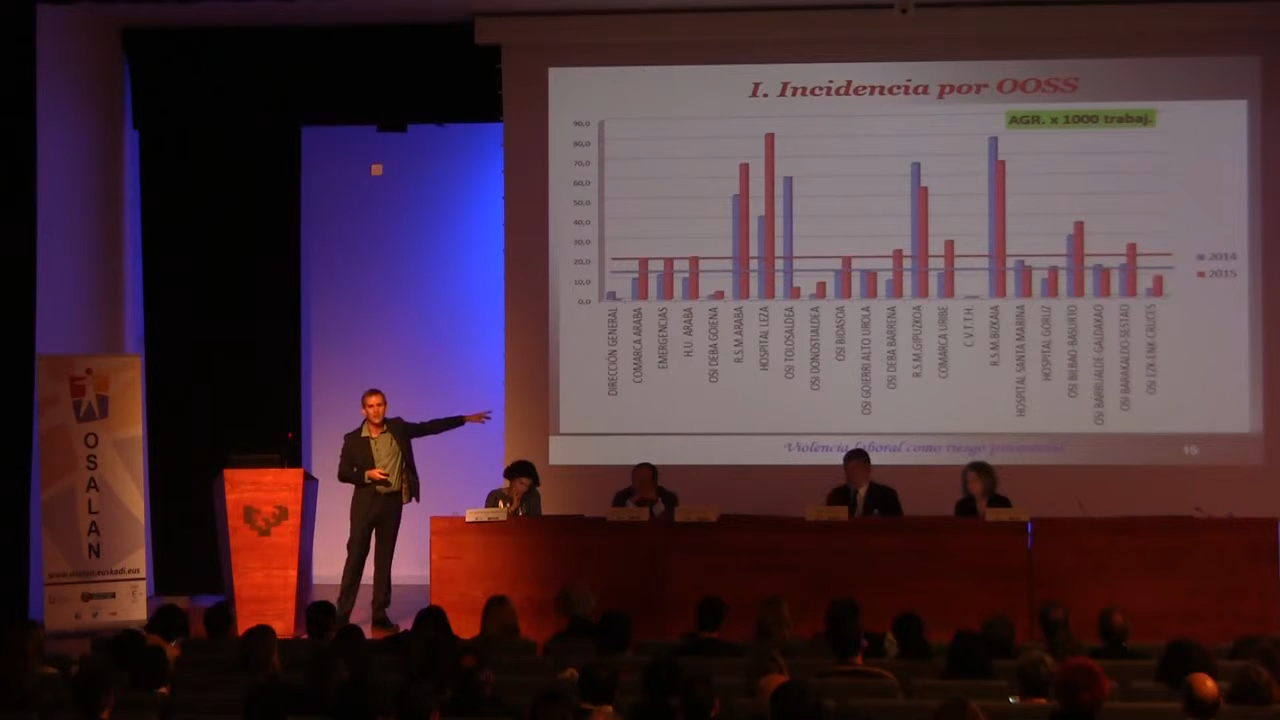 I. Incidencia por OOSS
AGR. x 1000 trabaj.
90,0
80,0
70,0
60,0
50,0
40,0
30,0
20,0
10,0
0,0
2014
2015
DIRECCIÓN GENERAL
COMARCA ARABA
EMERGENCIAS
H.U. ARABA
OSI DEBA GOIENA
R.S.M.ARABA
HOSPITAL LEZA
OSI TOLOSALDEA
OSI DONOSTIALDEA
OSI BIDASOA
OSI GOIERRI ALTO UROLA
OSI DEBA BARRENA
R.S.M.GIPUZKOA
COMARCA URIBE
C.V.T.T.H.
R.S.M.BIZKAIA
HOSPITAL SANTA MARINA
HOSPITAL GORLIZ
OSI BILBAO-BASURTO
OSI BARRUALDE-GALDAKAO
OSI BARAKALDO-SESTAO
OSI EZK-ENK-CRUCES
Violencia laboral como riesgo psicosocial
15
OSALAN